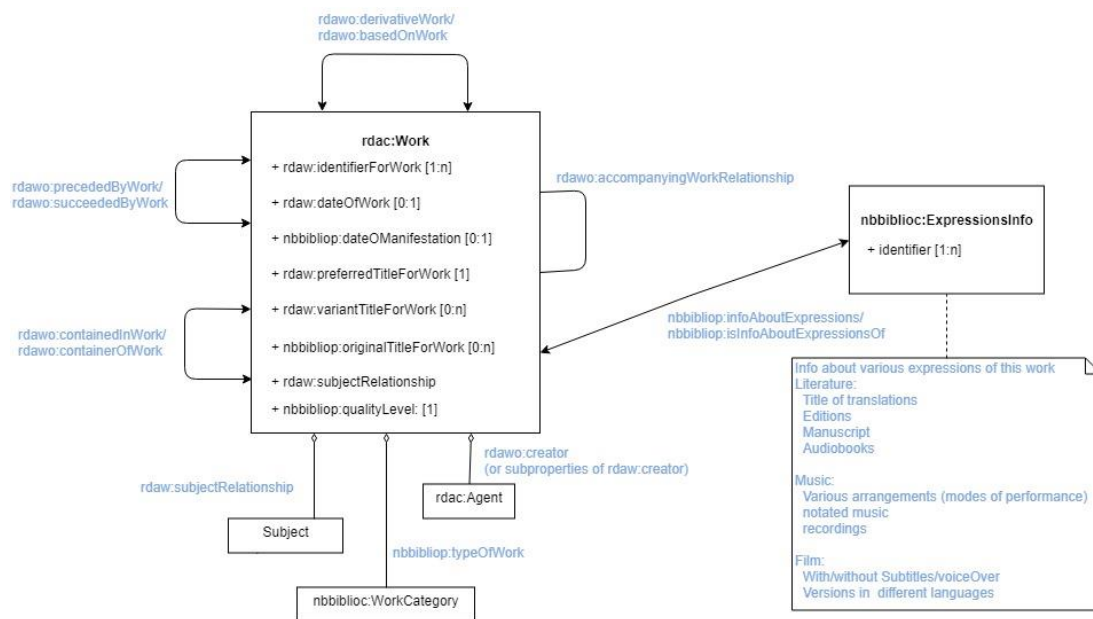 rdawo:derivativeWork/
rdawo:basedOnWork
rdac:Work
+ rdaw:identifierForWork [1:n]
+ rdaw:dateOfWork [0:1]
+ nbbibliop:dateOManifestation [0:1]
+ rdaw:preferredTitleForWork [1]
+ rdaw:variantTitleForWork [0:n]
+ nbbibliop:originalTitleForWork [0:n]
+ rdaw:subjectRelationship
+ nbbibliop:qualityLevel: [1]
rdawo:precededByWork/
rdawo:succeededByWork
rdawo:containedInWork/
rdawo:containerOfWork
rdawo:accompanyingWorkRelationship
nbbiblioc:ExpressionsInfo
+ identifier [1:n]
nbbibliop:infoAboutExpressions/
nbbibliop:isInfoAboutExpressionsOf
Info about various expressions of this work
Literature:
Title of translations
Editions
Manuscript
Audiobooks
Music:
Various arrangements (modes of performance)
notated music
recordings
Film:
With/without Subtitles/voiceOver
Versions in different languages
rdawo:creator
(or subproperties of rdaw:creator)
rdaw:subjectRelationship
rdac:Agent
Subject
nbbibliop:typeOfWork
nbbiblioc:WorkCategory